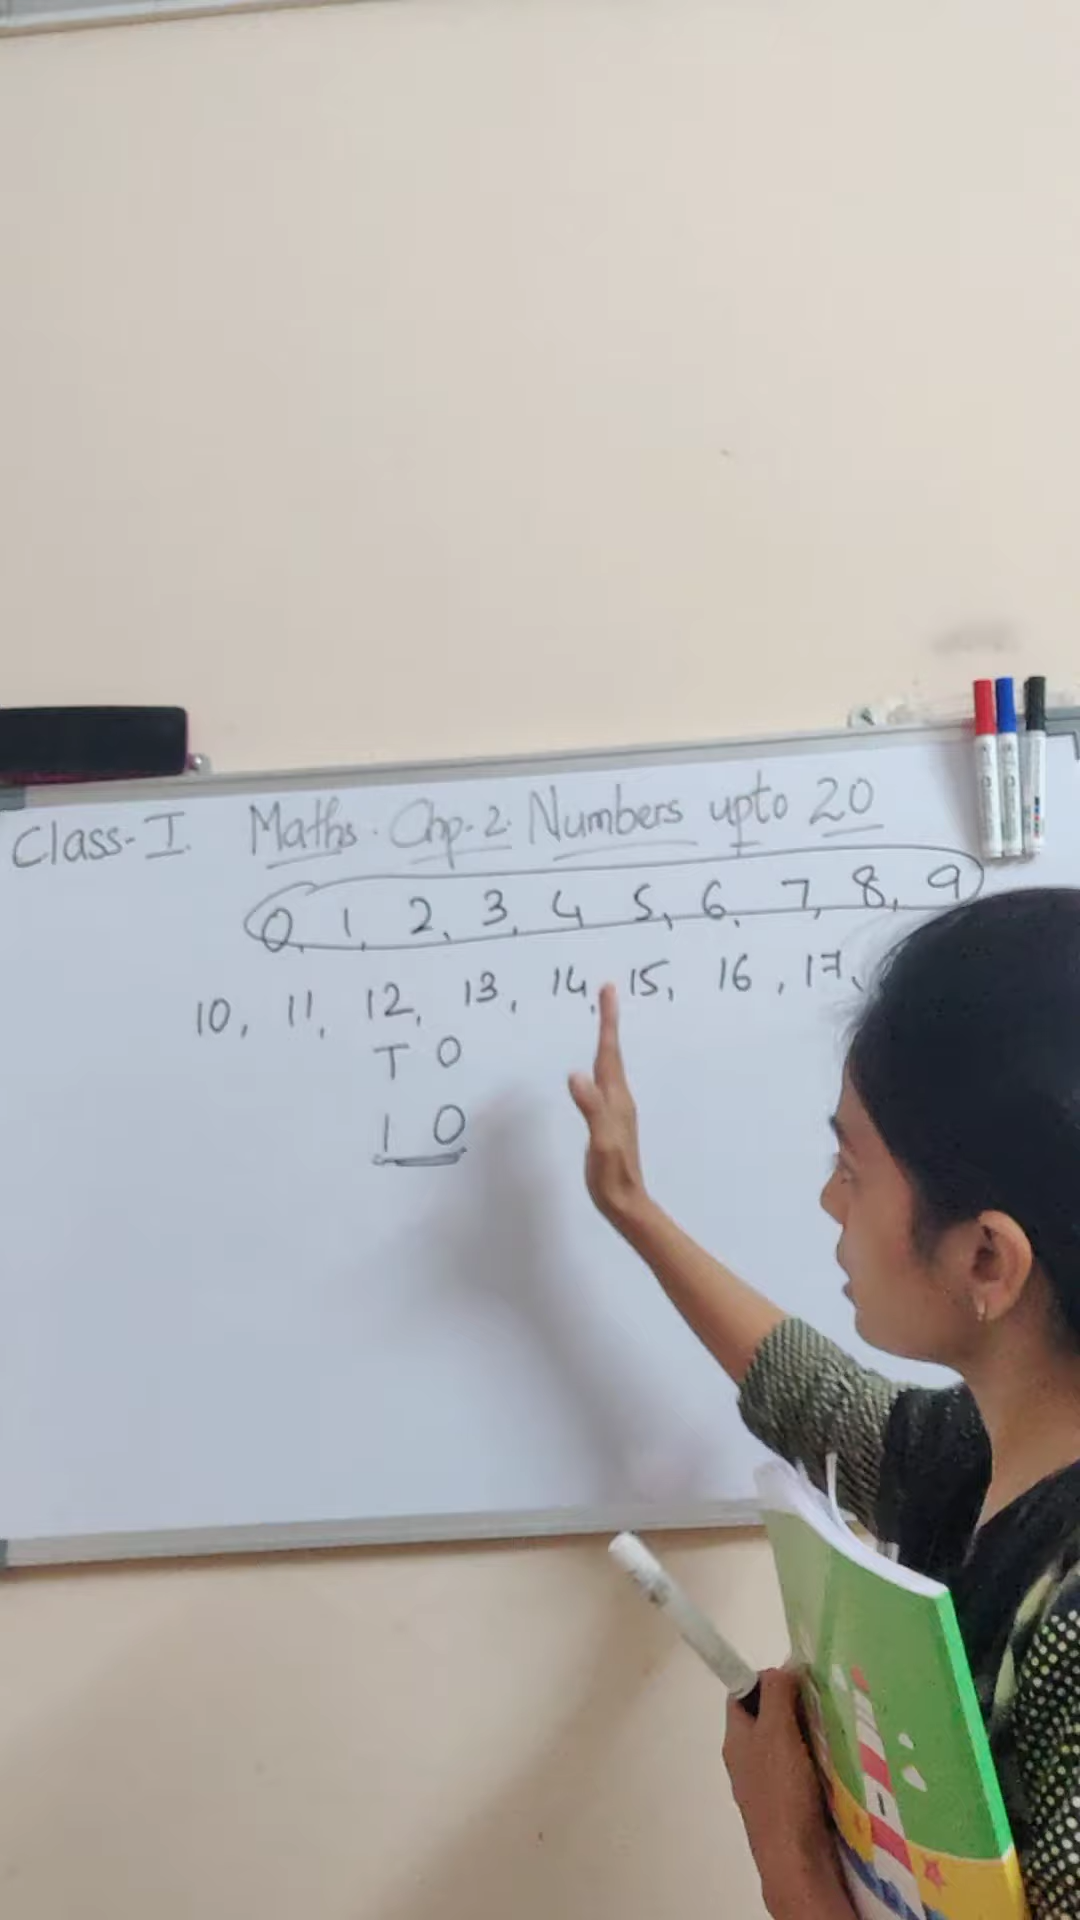 Class-I. Maths. Chp.2. Numbers upto 20
0, 1, 2, 3, 4, 5, 6, 7, 8, 9
10, 11, 12, 13, 14, 15, 16, 17,
T O
1 0